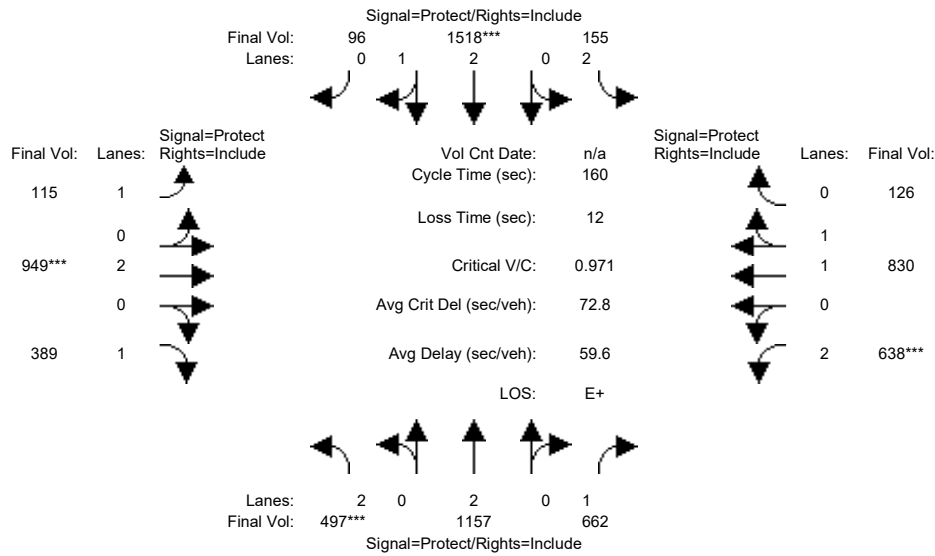 Signal=Protect/Rights=Include
Final Vol: 96 1518*** 155
Lanes: 0 1 2 0 2
Signal=Protect
Final Vol: Lanes: Rights=Include
Vol Cnt Date: n/a
Signal=Protect
Rights=Include Lanes: Final Vol:
Cycle Time (sec): 160
115 1
0 126
Loss Time (sec): 12
0
1
949*** 2
Critical V/C: 0.971
1 830
0
Avg Crit Del (sec/veh): 72.8
0
389 1
Avg Delay (sec/veh): 59.6
2 638***
LOS: E+
Lanes: 2 0 2 0 1
Final Vol: 497*** 1157 662
Signal=Protect/Rights=Include